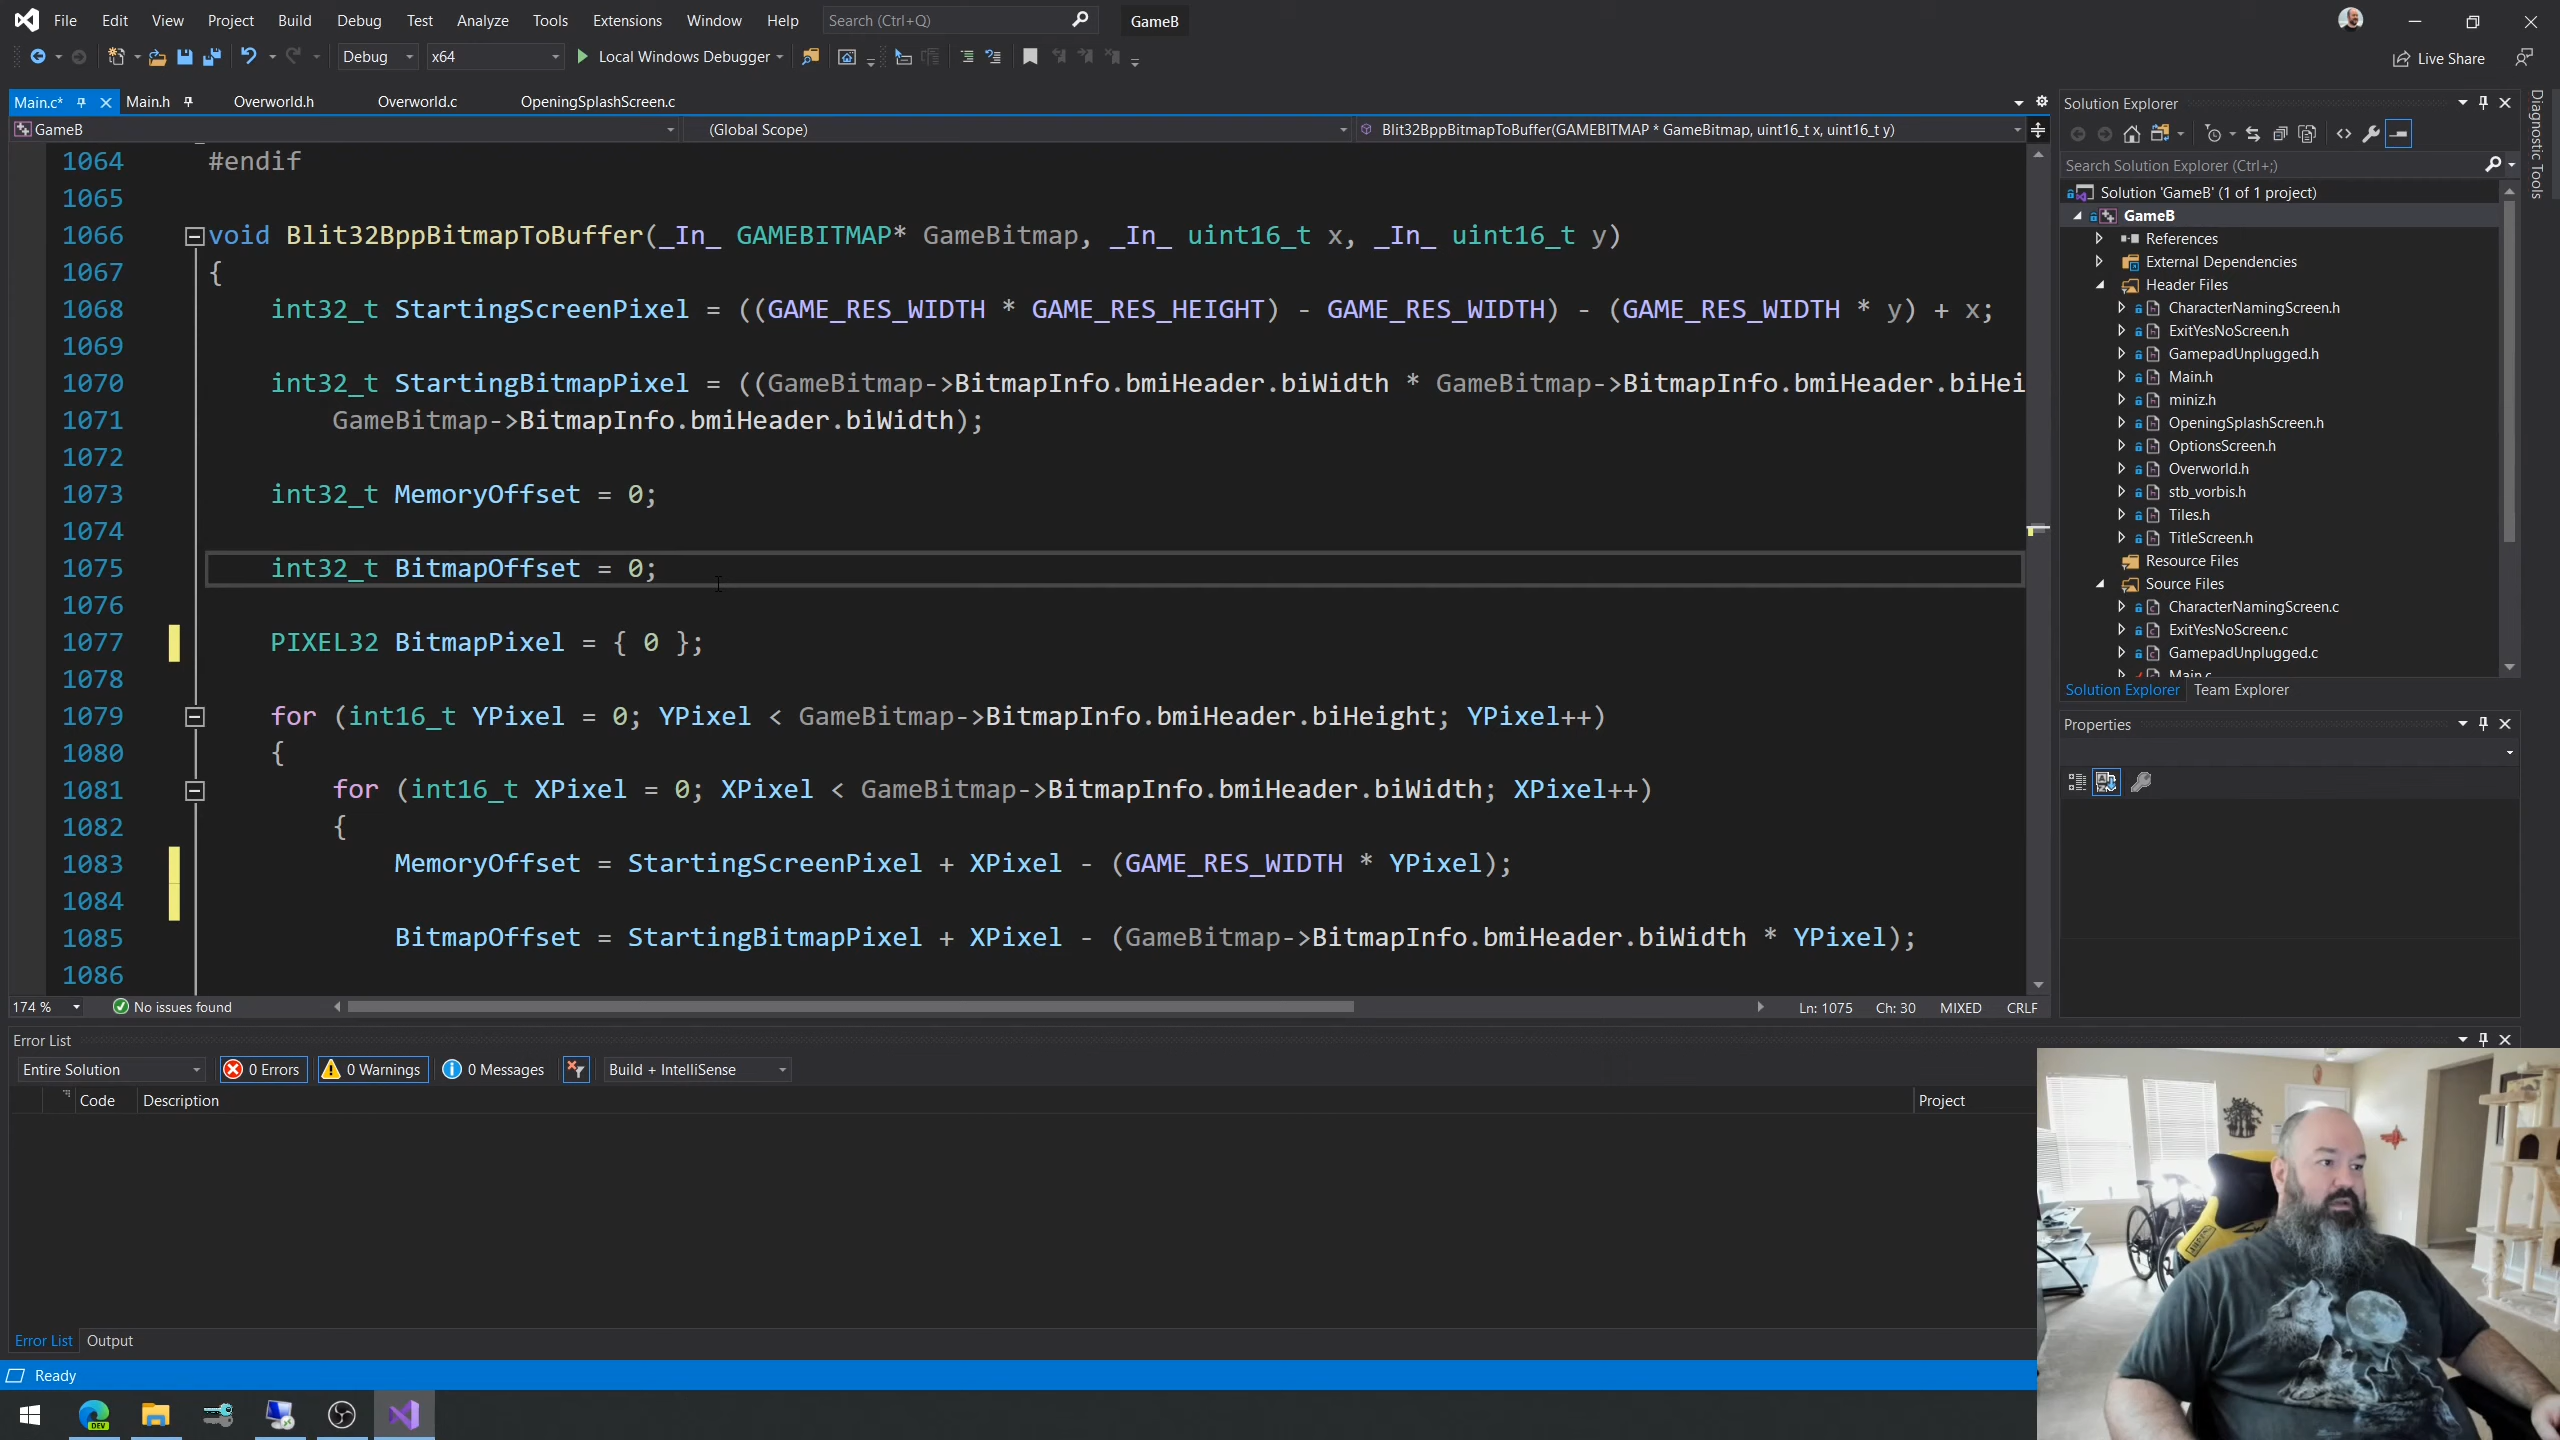 File Edit View Project Build Debug Test Analyze Tools Extensions Window Help Search (Ctrl+Q) GameB
Debug x64 Local Windows Debugger Live Share
Main.c* Main.h Overworld.h Overworld.c OpeningSplashScreen.c
GameB (Global Scope) Blit32BppBitmapToBuffer(GAMEBITMAP * GameBitmap, uint16_t x, uint16_t y)
1064 #endif
1065
1066 void Blit32BppBitmapToBuffer(_In_ GAMEBITMAP* GameBitmap, _In_ uint16_t x, _In_ uint16_t y)
1067 {
1068 int32_t StartingScreenPixel = ((GAME_RES_WIDTH * GAME_RES_HEIGHT) - GAME_RES_WIDTH) - (GAME_RES_WIDTH * y) + x;
1069
1070 int32_t StartingBitmapPixel = ((GameBitmap->BitmapInfo.bmiHeader.biWidth * GameBitmap->BitmapInfo.bmiHeader.biHei
1071 GameBitmap->BitmapInfo.bmiHeader.biWidth);
1072
1073 int32_t MemoryOffset = 0;
1074
1075 int32_t BitmapOffset = 0;
1076
1077 PIXEL32 BitmapPixel = { 0 };
1078
1079 for (int16_t YPixel = 0; YPixel < GameBitmap->BitmapInfo.bmiHeader.biHeight; YPixel++)
1080 {
1081 for (int16_t XPixel = 0; XPixel < GameBitmap->BitmapInfo.bmiHeader.biWidth; XPixel++)
1082 {
1083 MemoryOffset = StartingScreenPixel + XPixel - (GAME_RES_WIDTH * YPixel);
1084
1085 BitmapOffset = StartingBitmapPixel + XPixel - (GameBitmap->BitmapInfo.bmiHeader.biWidth * YPixel);
1086
174 % No issues found Ln: 1075 Ch: 30 MIXED CRLF
Error List
Entire Solution 0 Errors 0 Warnings 0 Messages Build + IntelliSense
Code Description Project
Error List Output
Ready
DEV
Solution Explorer
Search Solution Explorer (Ctrl+;)
Solution 'GameB' (1 of 1 project)
GameB
References
External Dependencies
Header Files
CharacterNamingScreen.h
ExitYesNoScreen.h
GamepadUnplugged.h
Main.h
miniz.h
OpeningSplashScreen.h
OptionsScreen.h
Overworld.h
stb_vorbis.h
Tiles.h
TitleScreen.h
Resource Files
Source Files
CharacterNamingScreen.c
ExitYesNoScreen.c
GamepadUnplugged.c
Main.c
Solution Explorer Team Explorer
Properties
Diagnostic Tools